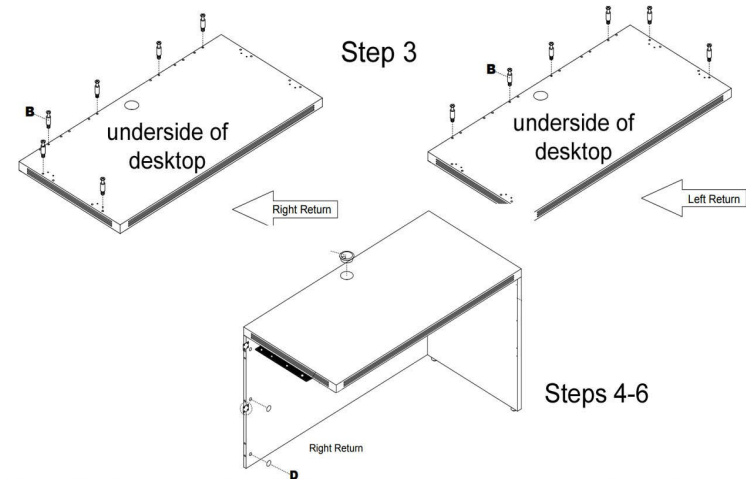 Step 3
B
underside of
desktop
Right Return
B
underside of
desktop
Left Return
Steps 4-6
Right Return
D